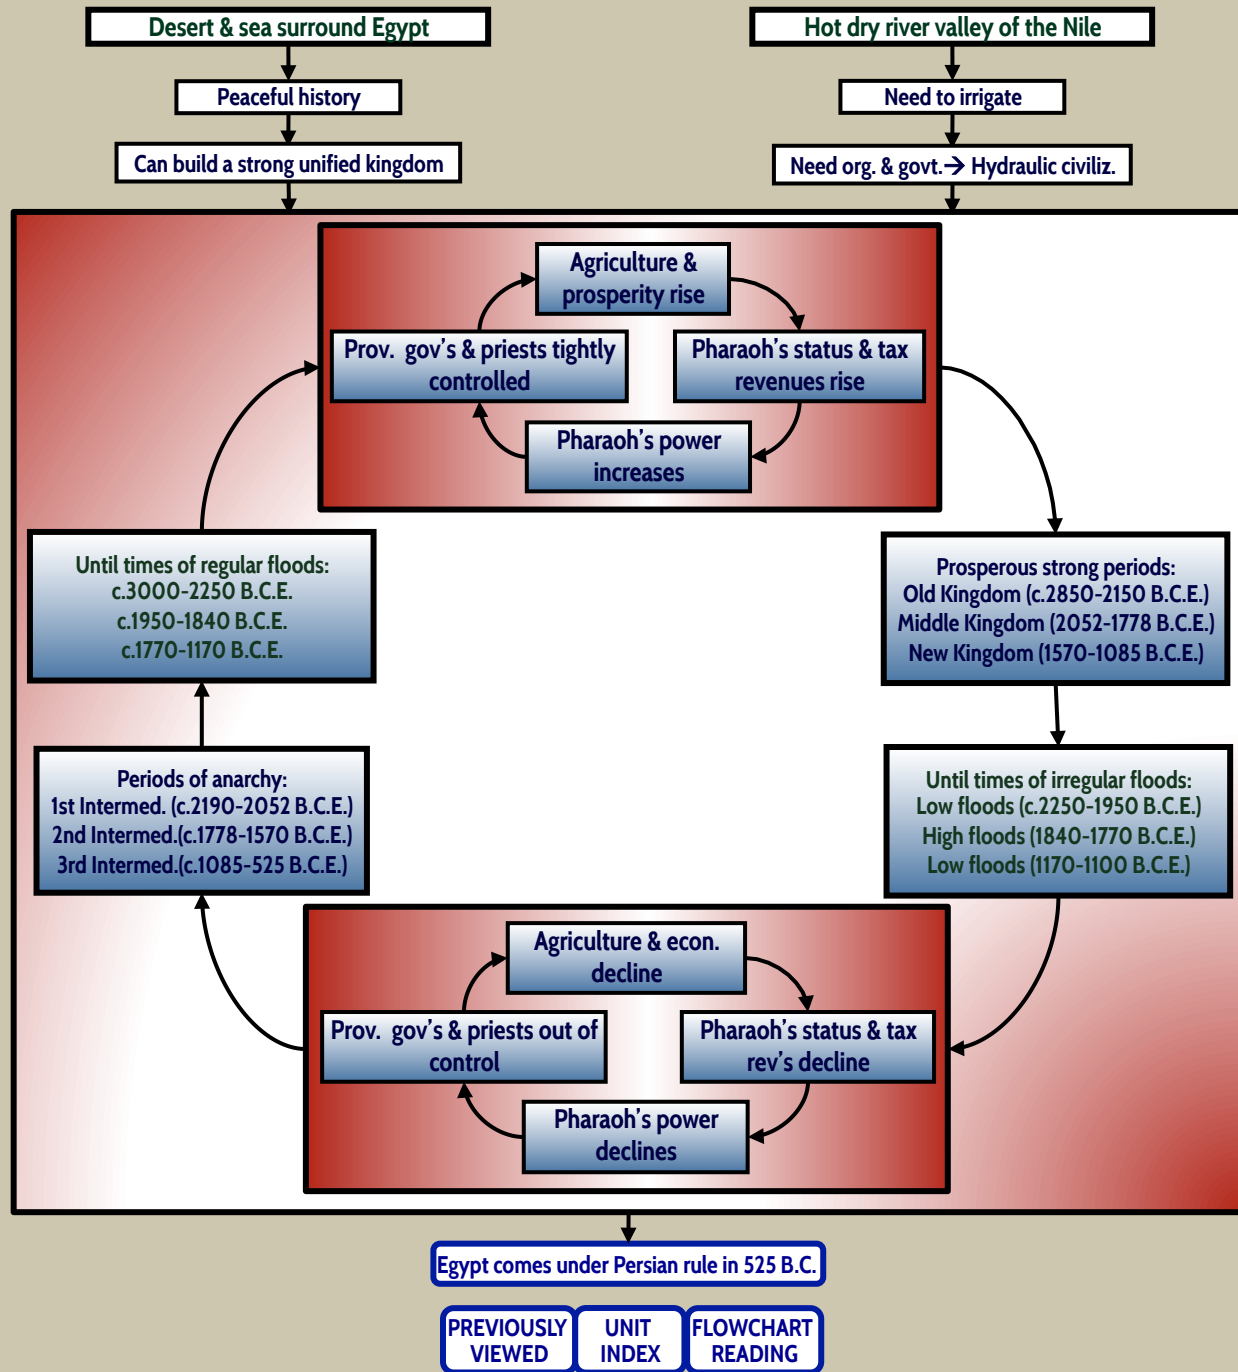 Desert & sea surround Egypt
Hot dry river valley of the Nile
Peaceful history
Need to irrigate
Can build a strong unified kingdom
Need org. & govt.→ Hydraulic civiliz.
Agriculture &
prosperity rise
Prov. gov's & priests tightly
controlled
Pharaoh's status & tax
revenues rise
Pharaoh's power
increases
Until times of regular floods:
c.3000-2250 B.C.E.
c.1950-1840 B.C.E.
c.1770-1170 B.C.E.
Prosperous strong periods:
Old Kingdom (c.2850-2150 B.C.E.)
Middle Kingdom (2052-1778 B.C.E.)
New Kingdom (1570-1085 B.C.E.)
Periods of anarchy:
1st Intermed. (c.2190-2052 B.C.E.)
2nd Intermed.(c.1778-1570 B.C.E.)
3rd Intermed.(c.1085-525 B.C.E.)
Until times of irregular floods:
Low floods (c.2250-1950 B.C.E.)
High floods (1840-1770 B.C.E.)
Low floods (1170-1100 B.C.E.)
Agriculture & econ.
decline
Prov. gov's & priests out of
control
Pharaoh's status & tax
rev's decline
Pharaoh's power
declines
Egypt comes under Persian rule in 525 B.C.
PREVIOUSLY
VIEWED
UNIT
INDEX
FLOWCHART
READING